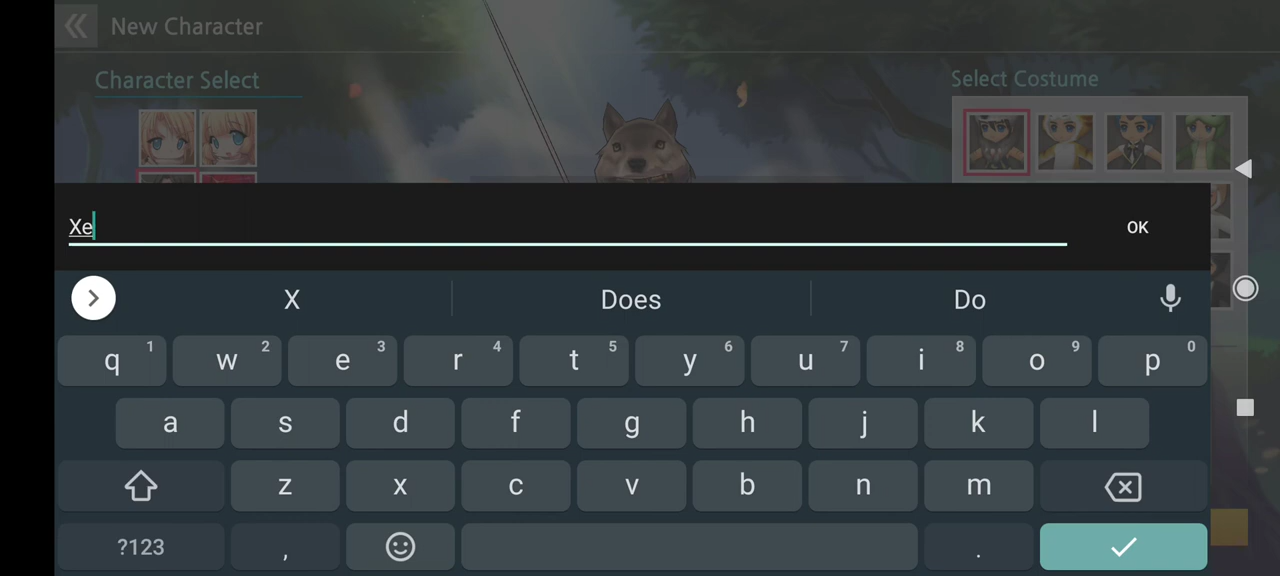 New Character
Character Select
Select Costume
Xe
OK
X Does Do
q 1 w 2 e 3 r 4 t 5 y 6 u 7 i 8 o 9 p 0
a s d f g h j k l
z x c v b n m
?123 , .